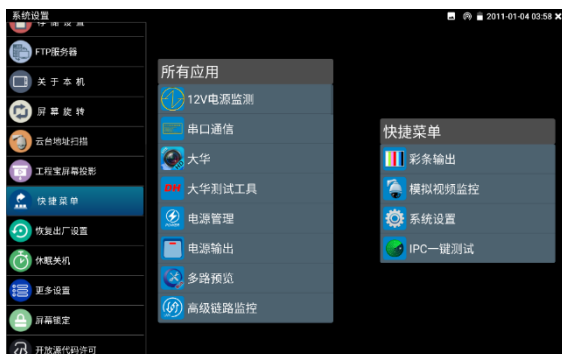 系统设置
2011-01-04 03:58
存储设置
FTP服务器
关于本机
屏幕旋转
云台地址扫描
工程宝屏幕投影
快捷菜单
恢复出厂设置
休眠关机
更多设置
屏幕锁定
开放源代码许可
所有应用
12V电源监测
串口通信
大华
DH 大华测试工具
电源管理
电源输出
多路预览
高级链路监控
快捷菜单
彩条输出
模拟视频监控
系统设置
IPC一键测试